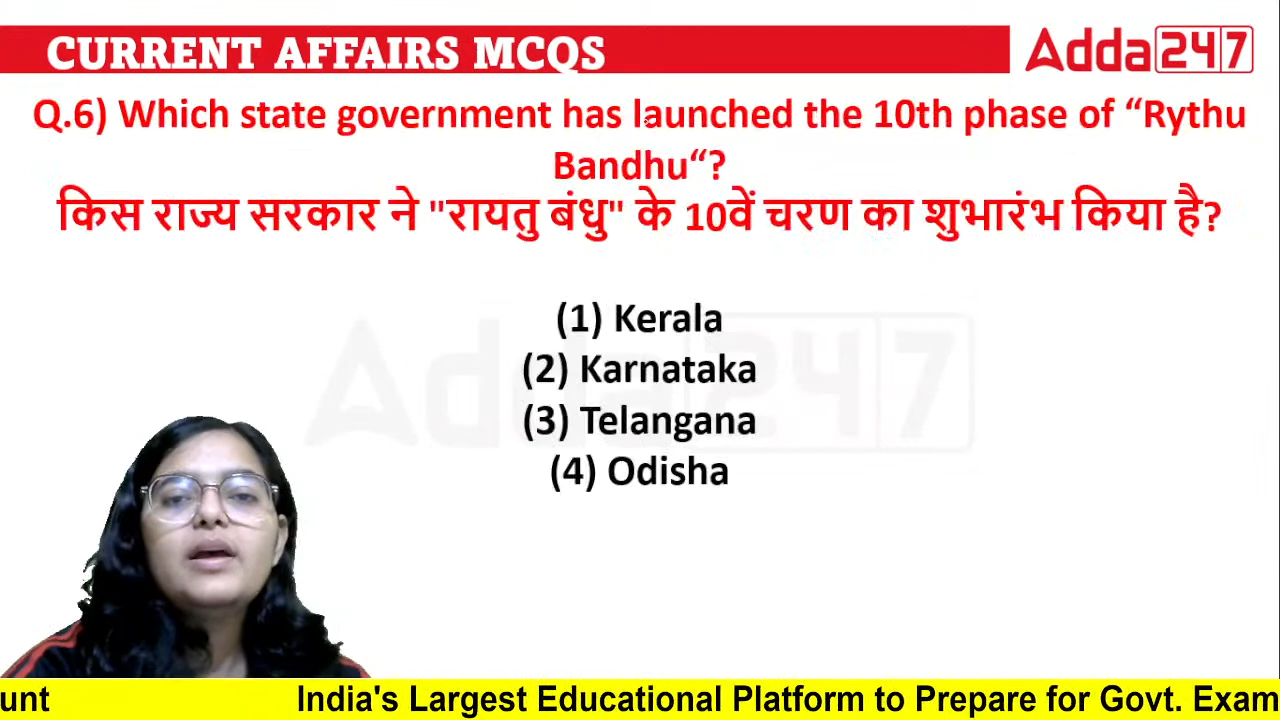 CURRENT AFFAIRS MCQS
Adda247
Q.6) Which state government has launched the 10th phase of “Rythu
Bandhu“?
किस राज्य सरकार ने "रायतु बंधु" के 10वें चरण का शुभारंभ किया है?
Adda247
(1) Kerala
(2) Karnataka
(3) Telangana
(4) Odisha
unt India's Largest Educational Platform to Prepare for Govt. Exam